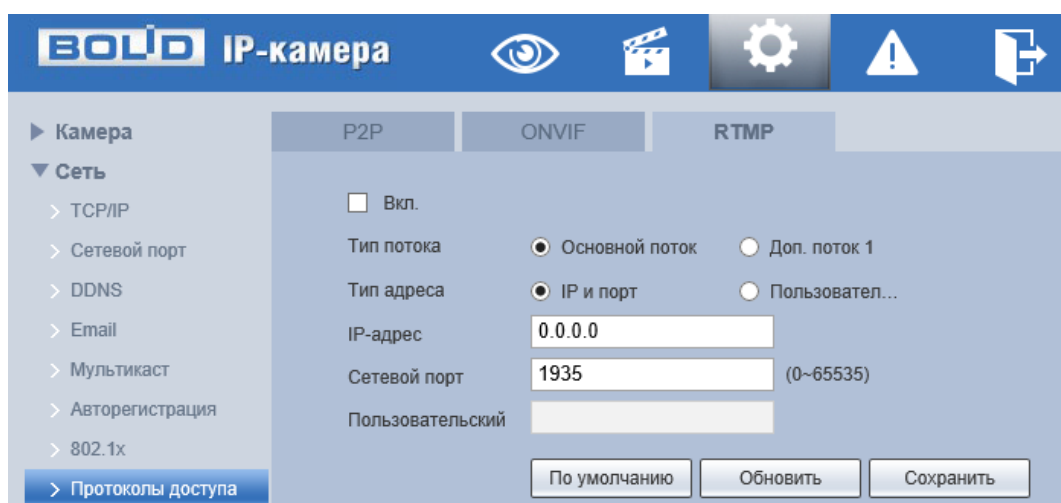 BOLID IP-камера
Камера
P2P
ONVIF
RTMP
Сеть
TCP/IP
Сетевой порт
DDNS
Email
Мультикаст
Авторегистрация
802.1x
Протоколы доступа
Вкл.
Тип потока
Основной поток
Доп. поток 1
Тип адреса
IP и порт
Пользовател...
IP-адрес
0.0.0.0
Сетевой порт
1935
(0~65535)
Пользовательский
По умолчанию
Обновить
Сохранить